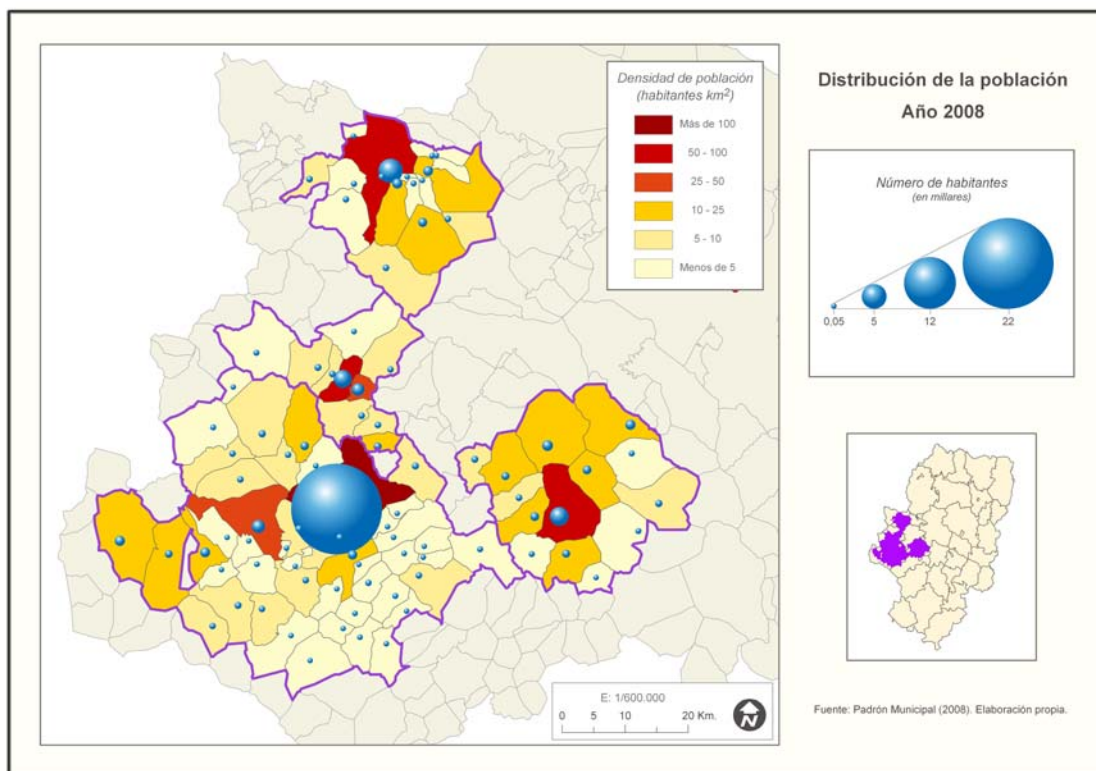 Densidad de población
(habitantes km²)
Más de 100
50 - 100
25 - 50
10 - 25
5 - 10
Menos de 5
E: 1/600.000
0 5 10 20 Km.
N
Distribución de la población
Año 2008
Número de habitantes
(en millares)
0,05 5 12 22
Fuente: Padrón Municipal (2008). Elaboración propia.